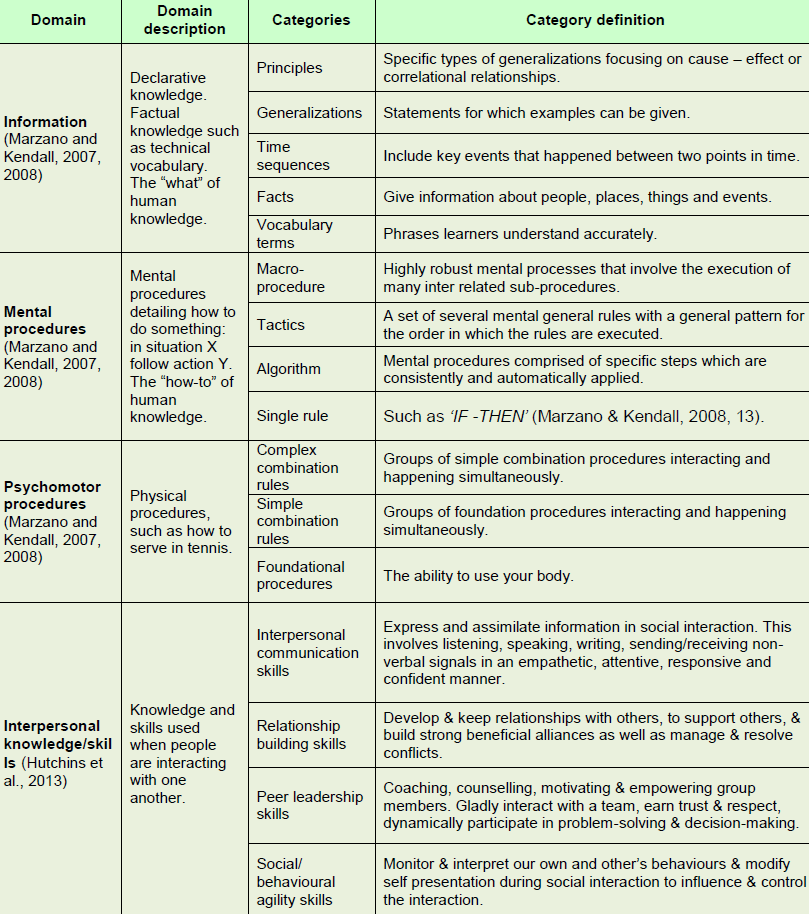 Domain
Domain
description
Categories
Category definition
Information
(Marzano and
Kendall, 2007,
2008)
Declarative
knowledge.
Factual
knowledge such
as technical
vocabulary.
The “what” of
human
knowledge.
Principles
Specific types of generalizations focusing on cause – effect or
correlational relationships.
Generalizations
Statements for which examples can be given.
Time
sequences
Include key events that happened between two points in time.
Facts
Give information about people, places, things and events.
Vocabulary
terms
Phrases learners understand accurately.
Mental
procedures
(Marzano and
Kendall, 2007,
2008)
Mental
procedures
detailing how to
do something:
in situation X
follow action Y.
The “how-to” of
human
knowledge.
Macro-
procedure
Highly robust mental processes that involve the execution of
many inter related sub-procedures.
Tactics
A set of several mental general rules with a general pattern for
the order in which the rules are executed.
Algorithm
Mental procedures comprised of specific steps which are
consistently and automatically applied.
Single rule
Such as ‘IF -THEN’ (Marzano & Kendall, 2008, 13).
Psychomotor
procedures
(Marzano and
Kendall, 2007,
2008)
Physical
procedures,
such as how to
serve in tennis.
Complex
combination
rules
Groups of simple combination procedures interacting and
happening simultaneously.
Simple
combination
rules
Groups of foundation procedures interacting and happening
simultaneously.
Foundational
procedures
The ability to use your body.
Interpersonal
knowledge/skil
ls (Hutchins et
al., 2013)
Knowledge and
skills used
when people
are interacting
with one
another.
Interpersonal
communication
skills
Express and assimilate information in social interaction. This
involves listening, speaking, writing, sending/receiving non-
verbal signals in an empathetic, attentive, responsive and
confident manner.
Relationship
building skills
Develop & keep relationships with others, to support others, &
build strong beneficial alliances as well as manage & resolve
conflicts.
Peer leadership
skills
Coaching, counselling, motivating & empowering group
members. Gladly interact with a team, earn trust & respect,
dynamically participate in problem-solving & decision-making.
Social/
behavioural
agility skills
Monitor & interpret our own and other’s behaviours & modify
self presentation during social interaction to influence & control
the interaction.